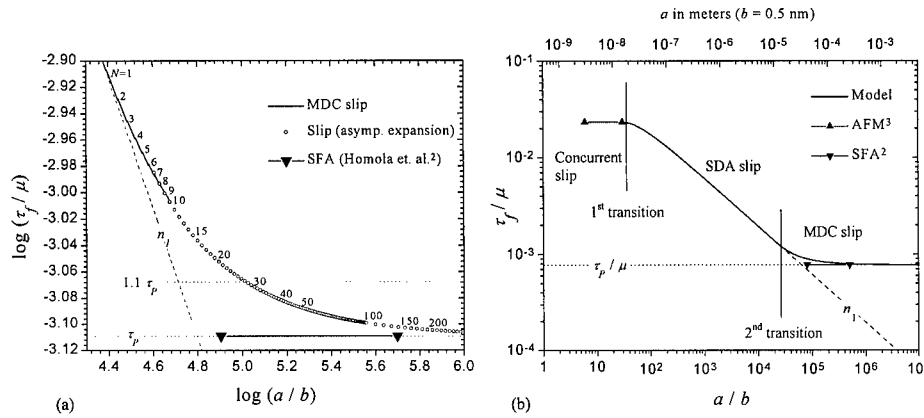 -2.90
-2.92
-2.94
-2.96
-2.98
-3.00
-3.02
-3.04
-3.06
-3.08
-3.10
-3.12
log (τf / μ)
N=1
2
3
4
5
6
7
8
9
10
15
20
30
40
50
100
150
200
n1
MDC slip
Slip (asymp. expansion)
SFA (Homola et. al.2)
1.1 τp
τp
4.4 4.6 4.8 5.0 5.2 5.4 5.6 5.8 6.0
log (a / b)
(a)
a in meters (b = 0.5 nm)
10-9 10-8 10-7 10-6 10-5 10-4 10-3
10-1
10-2
10-3
10-4
τf / μ
Model
AFM3
SFA2
Concurrent
slip
SDA slip
1st transition
MDC slip
τp / μ
n1
2nd transition
1 10 102 103 104 105 106 10
a / b
(b)